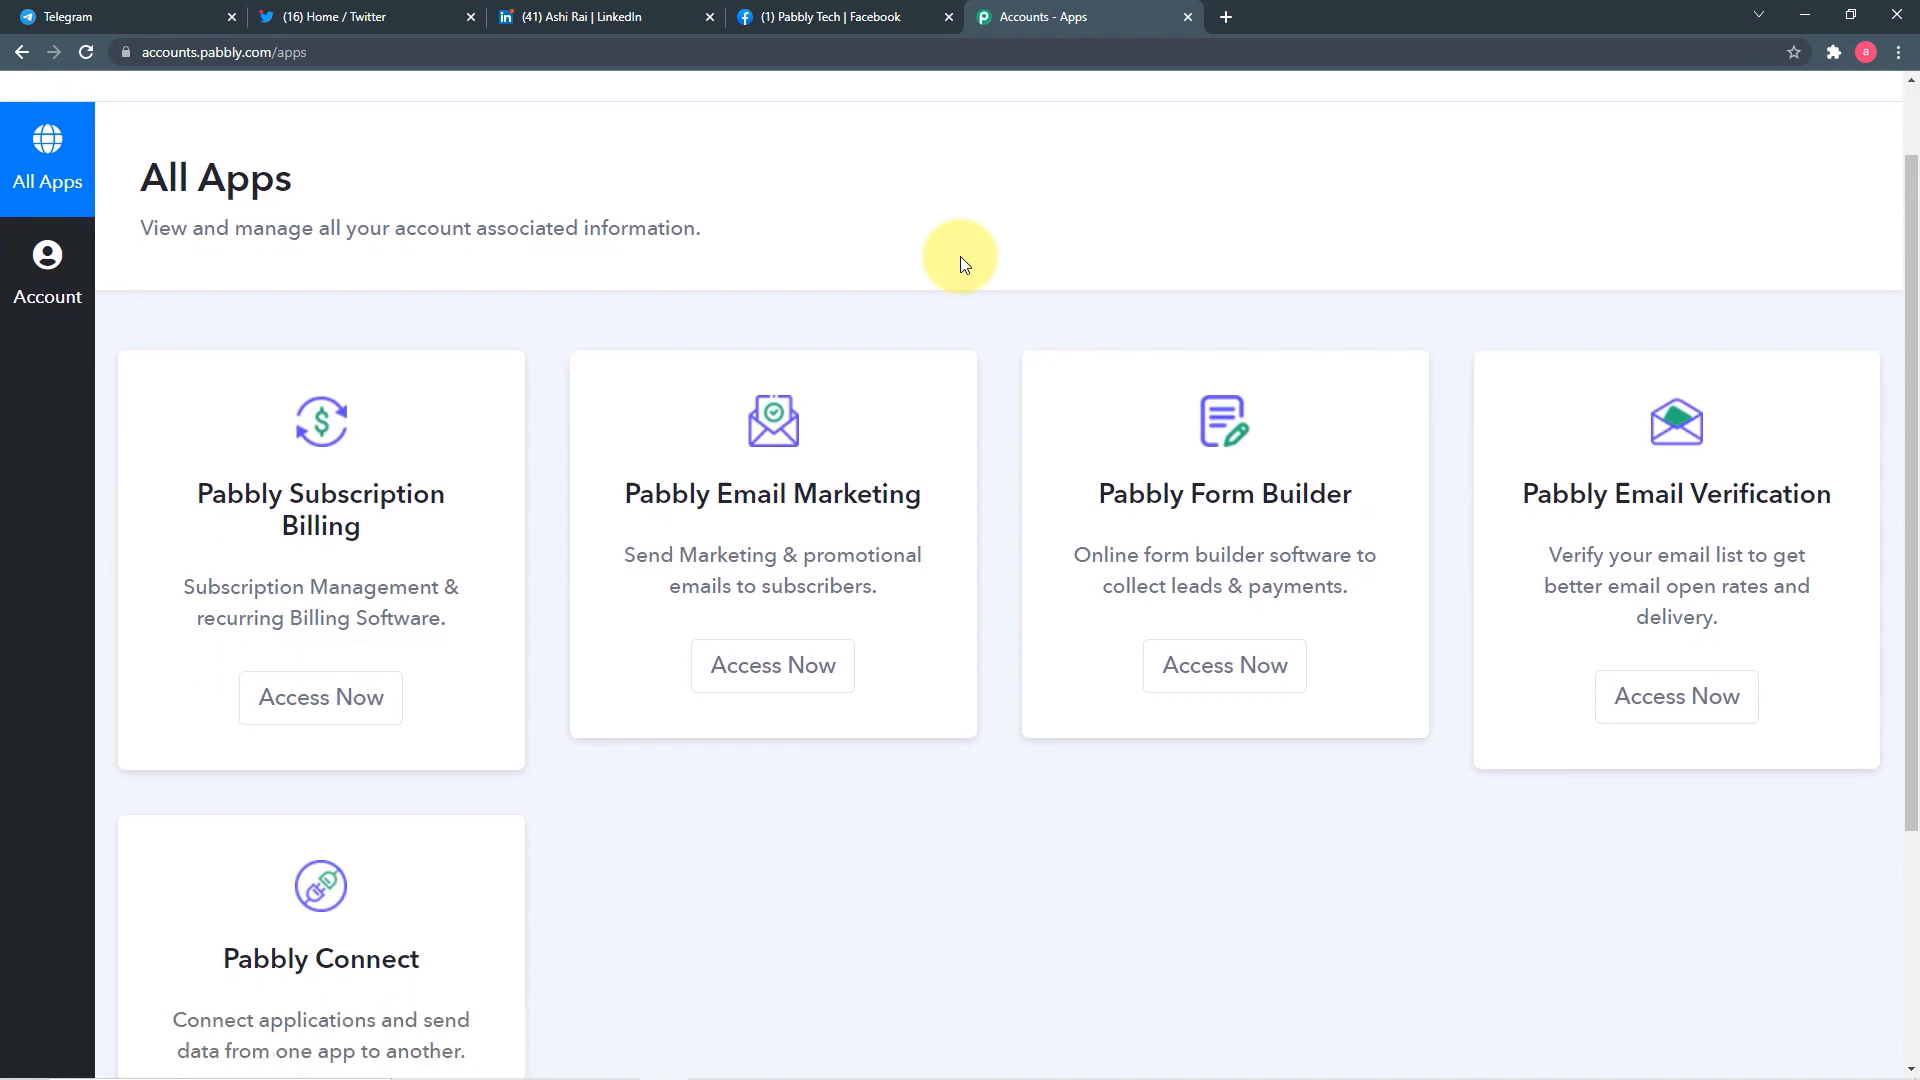 Telegram
(16) Home / Twitter
(41) Ashi Rai | LinkedIn
(1) Pabbly Tech | Facebook
Accounts - Apps
accounts.pabbly.com/apps
a
All Apps
Account
All Apps
View and manage all your account associated information.
Pabbly Subscription
Billing
Subscription Management &
recurring Billing Software.
Access Now
Pabbly Email Marketing
Send Marketing & promotional
emails to subscribers.
Access Now
Pabbly Form Builder
Online form builder software to
collect leads & payments.
Access Now
Pabbly Email Verification
Verify your email list to get
better email open rates and
delivery.
Access Now
Pabbly Connect
Connect applications and send
data from one app to another.